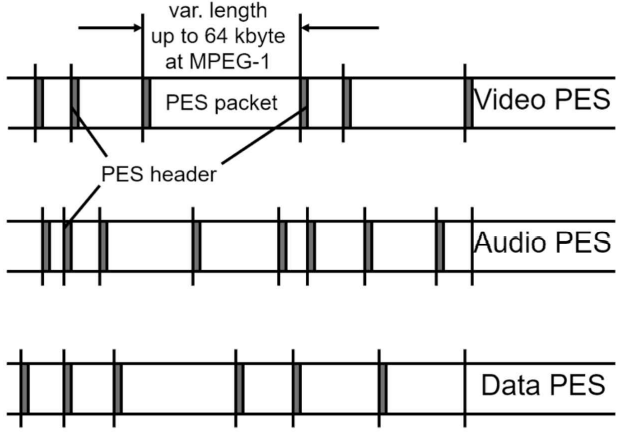 var. length
up to 64 kbyte
at MPEG-1
PES packet
Video PES
PES header
Audio PES
Data PES